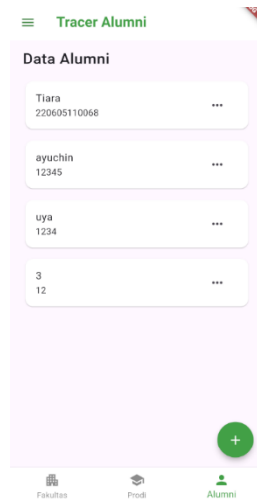 Tracer Alumni
Data Alumni
Tiara
220605110068
ayuchin
12345
uya
1234
3
12
Fakultas
Prodi
Alumni